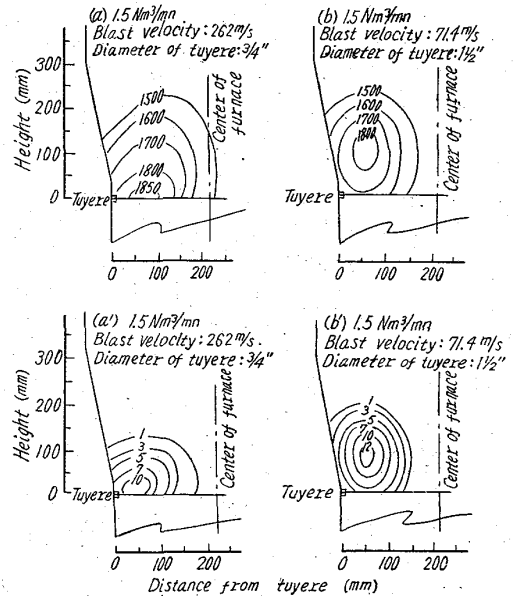 (a) 1.5 Nm³/mn
Blast velocity: 262 m/s
Diameter of tuyere: 3/4"
300
200
100
0
Height (mm)
1500
1600
1700
1800
1850
Center of furnace
Tuyere
0 100 200
(b) 1.5 Nm³/mn
Blast velocity: 71.4 m/s
Diameter of tuyere: 1½"
1500
1600
1700
1800
Center of furnace
Tuyere
0 100 200
(a') 1.5 Nm³/mn
Blast velocity: 262 m/s.
Diameter of tuyere: 3/4"
300
200
100
0
Height (mm)
1
3
5
7
10
Center of furnace
Tuyere
0 100 200
(b') 1.5 Nm³/mn
Blast velocity: 71.4 m/s
Diameter of tuyere: 1½"
1
3
5
7
10
12
Center of furnace
Tuyere
0 100 200
Distance from tuyere (mm)